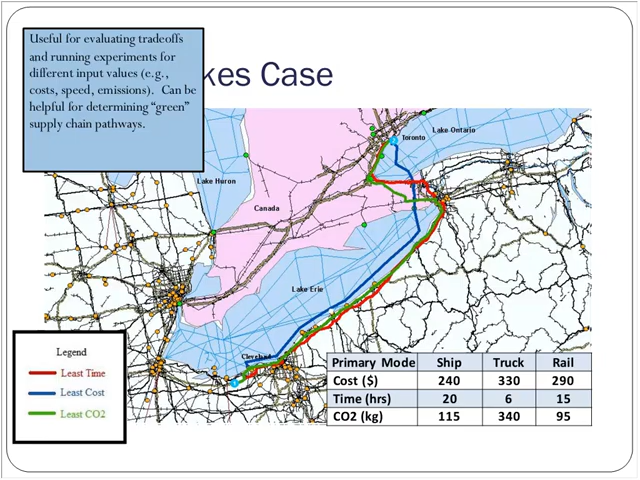 Useful for evaluating tradeoffs
and running experiments for
different input values (e.g.,
costs, speed, emissions). Can be
helpful for determining “green”
supply chain pathways.
kes Case
Toronto
Lake Ontario
Lake Huron
Canada
Lake Erie
Legend
Least Time
Least Cost
Least CO2
Primary Mode Ship Truck Rail
Cost ($) 240 330 290
Time (hrs) 20 6 15
CO2 (kg) 115 340 95